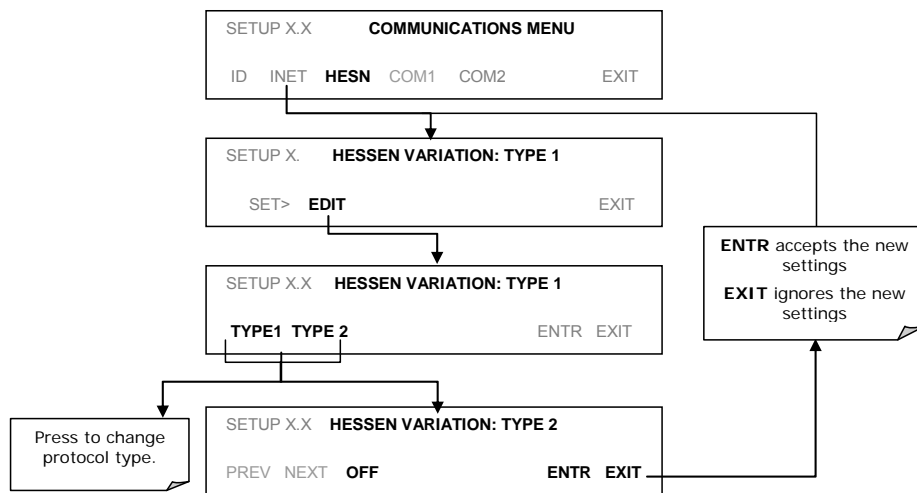 SETUP X.X COMMUNICATIONS MENU
ID INET HESN COM1 COM2 EXIT
SETUP X. HESSEN VARIATION: TYPE 1
SET> EDIT EXIT
ENTR accepts the new
settings
EXIT ignores the new
settings
SETUP X.X HESSEN VARIATION: TYPE 1
TYPE1 TYPE 2 ENTR EXIT
Press to change
protocol type.
SETUP X.X HESSEN VARIATION: TYPE 2
PREV NEXT OFF ENTR EXIT